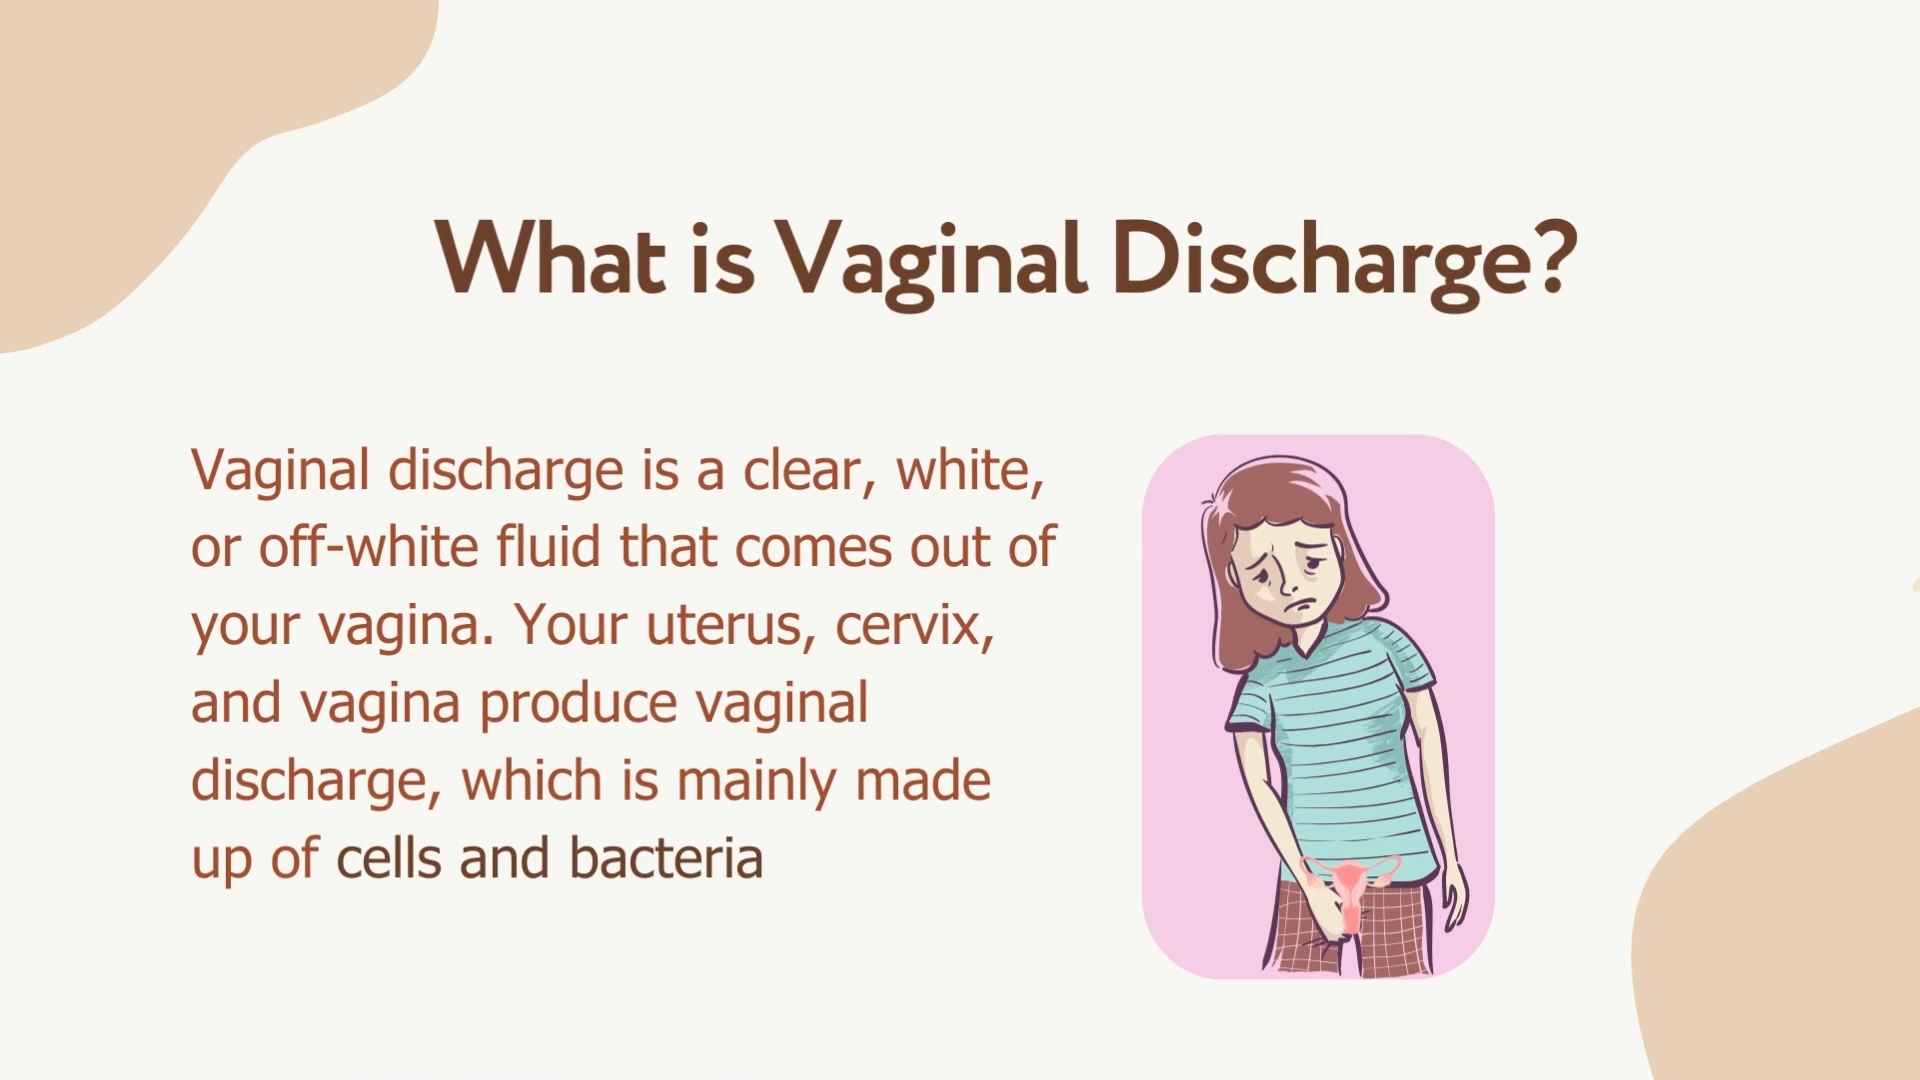 What is Vaginal Discharge?
Vaginal discharge is a clear, white,
or off-white fluid that comes out of
your vagina. Your uterus, cervix,
and vagina produce vaginal
discharge, which is mainly made
up of cells and bacteria